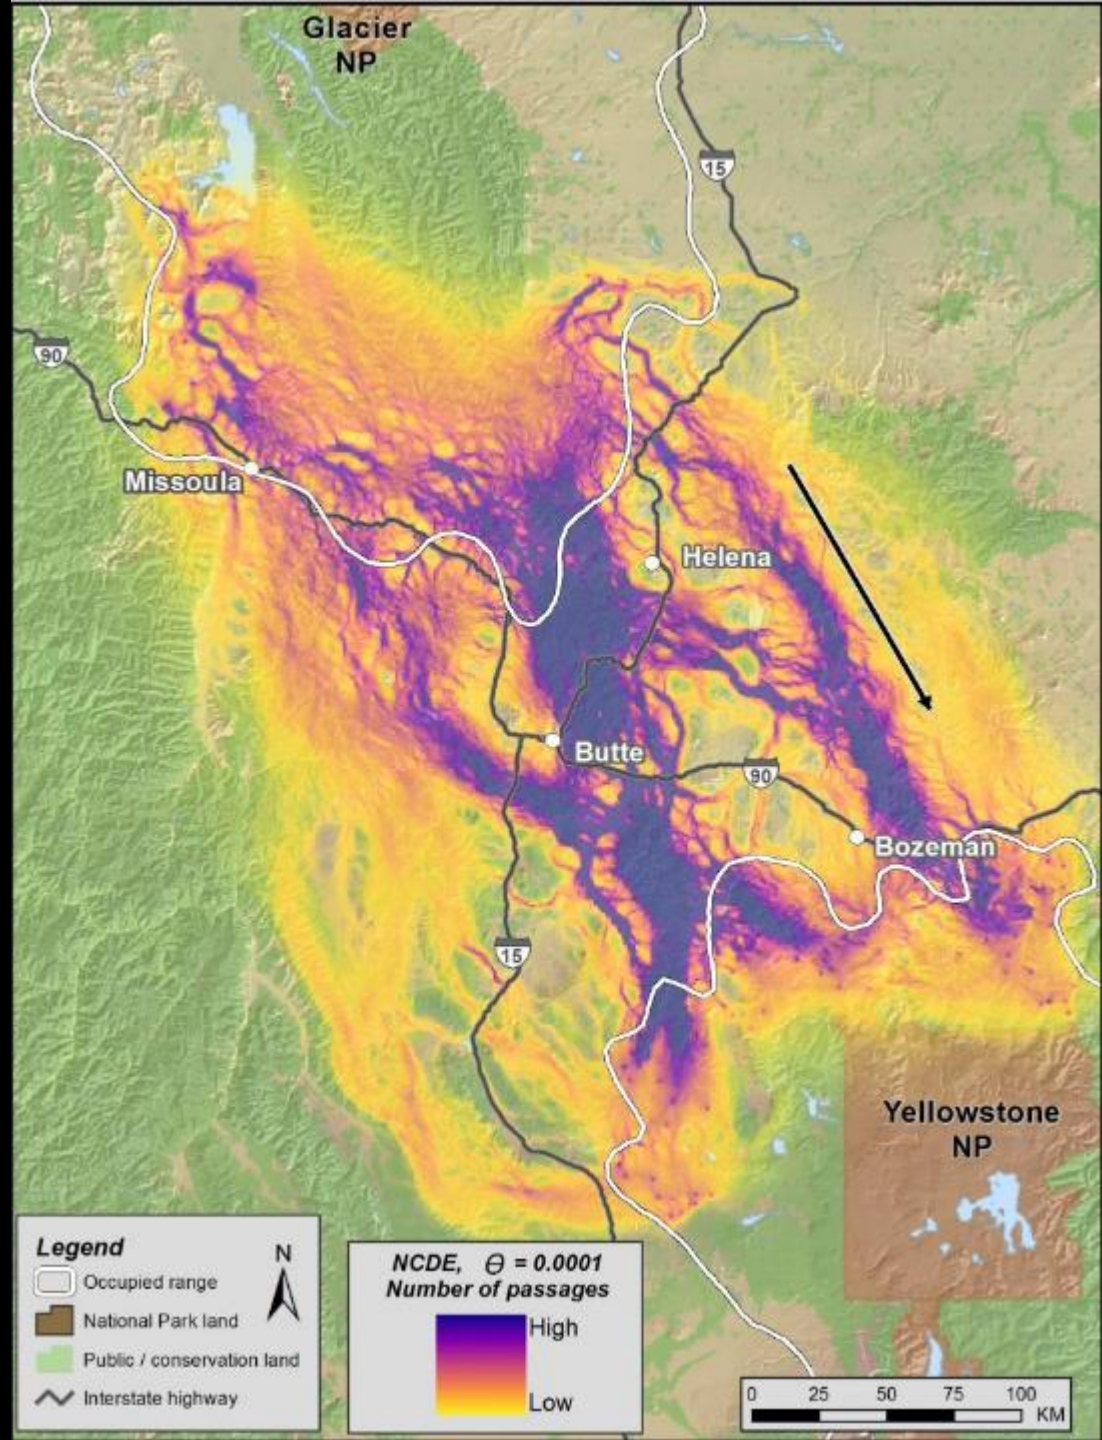 Glacier
NP
15
90
Missoula
Helena
Butte
90
Bozeman
15
Yellowstone
NP
Legend
N
Occupied range
National Park land
Public / conservation land
Interstate highway
NCDE, Θ = 0.0001
Number of passages
High
Low
0 25 50 75 100
KM